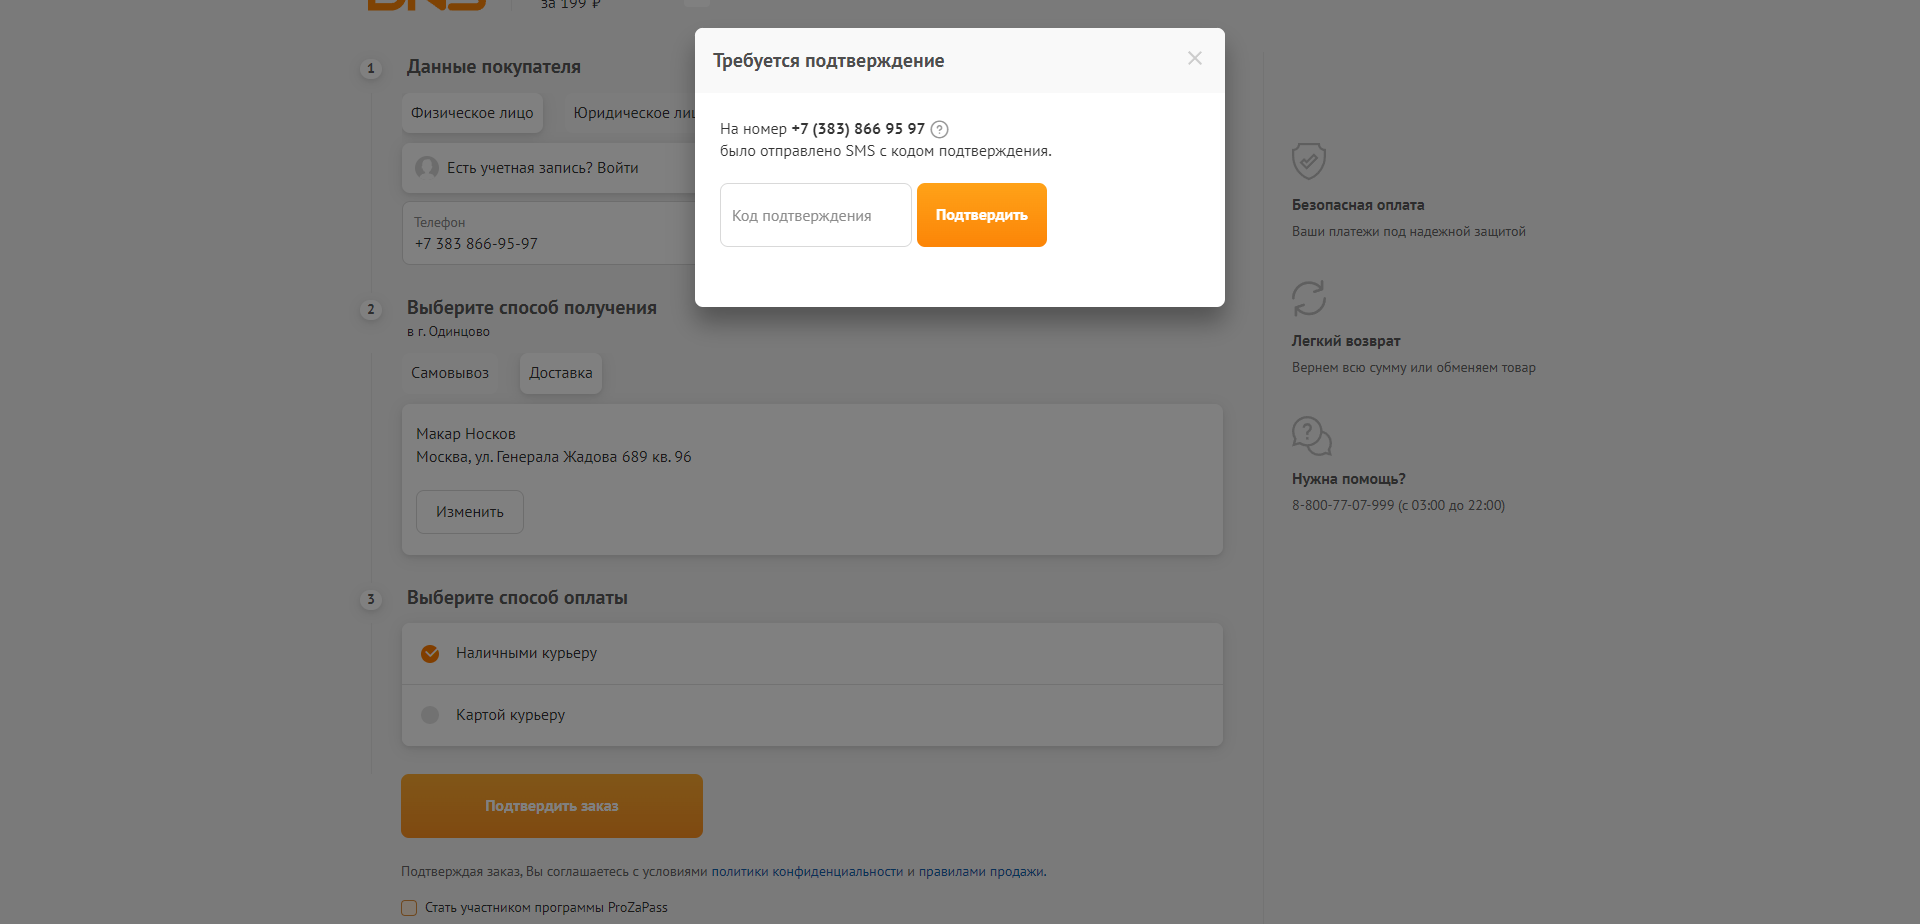 за 199 ₽
Требуется подтверждение
На номер +7 (383) 866 95 97
было отправлено SMS с кодом подтверждения.
Код подтверждения
Подтвердить
1
Данные покупателя
Физическое лицо
Юридическое
Есть учетная запись? Войти
Телефон
+7 383 866-95-97
2
Выберите способ получения
в г. Одинцово
Самовывоз
Доставка
Макар Носков
Москва, ул. Генерала Жадова 689 кв. 96
Изменить
3
Выберите способ оплаты
Наличными курьеру
Картой курьеру
Подтвердить заказ
Подтверждая заказ, Вы соглашаетесь с условиями политики конфиденциальности и правилами продажи.
Стать участником программы ProZaPass
Безопасная оплата
Ваши платежи под надежной защитой
Легкий возврат
Вернем всю сумму или обменяем товар
Нужна помощь?
8-800-77-07-999 (с 03:00 до 22:00)